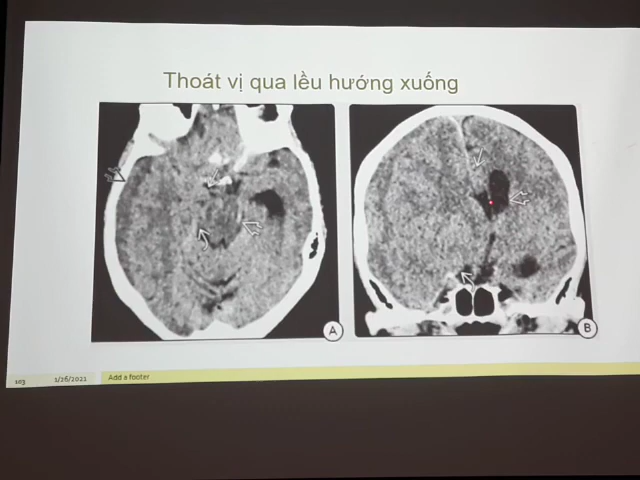 Thoát vị qua lều hướng xuống
A
B
103 1/26/2021 Add a footer